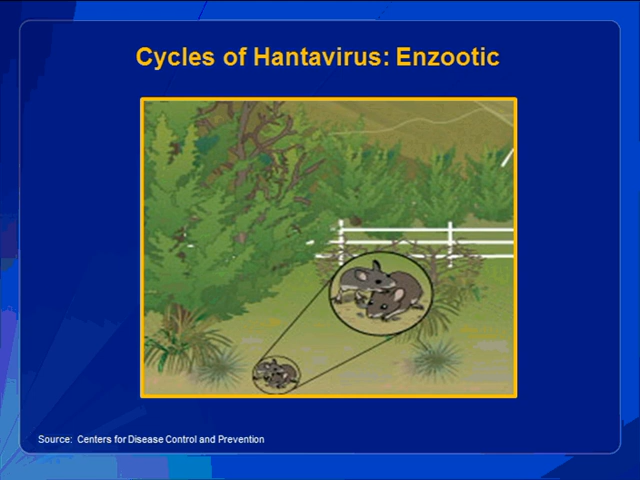 Cycles of Hantavirus: Enzootic
Source: Centers for Disease Control and Prevention